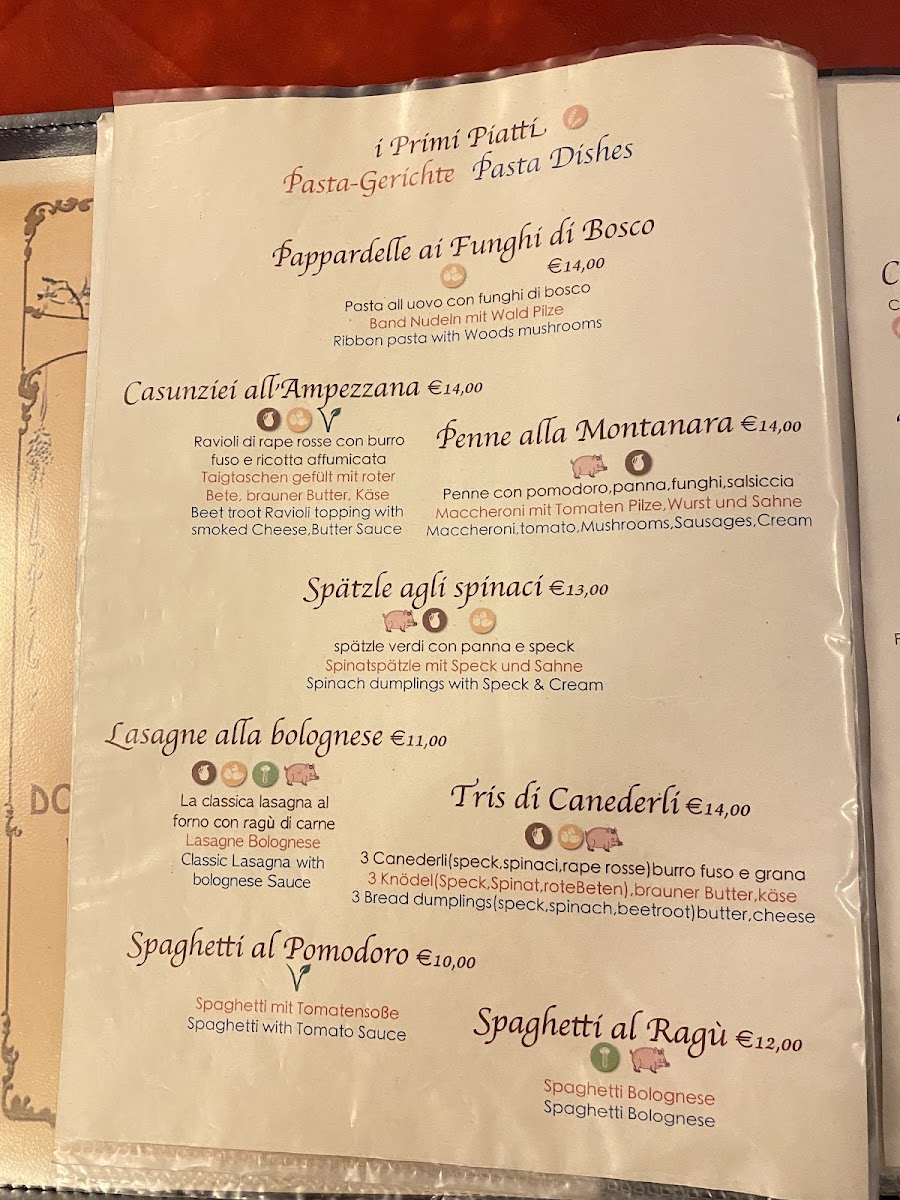 i Primi Piatti
Pasta-Gerichte Pasta Dishes
Pappardelle ai Funghi di Bosco
€14,00
Pasta all uovo con funghi di bosco
Band Nudeln mit Wald Pilze
Ribbon pasta with Woods mushrooms
Casunziei all'Ampezzana €14,00
Ravioli di rape rosse con burro
fuso e ricotta affumicata
Taigtaschen gefült mit roter
Bete, brauner Butter, Käse
Beet troot Ravioli topping with
smoked Cheese,Butter Sauce
Penne alla Montanara €14,00
Penne con pomodoro,panna,funghi,salsiccia
Maccheroni mit Tomaten Pilze,Wurst und Sahne
Maccheroni,tomato,Mushrooms,Sausages,Cream
Spätzle agli spinaci €13,00
spätzle verdi con panna e speck
Spinatspätzle mit Speck und Sahne
Spinach dumplings with Speck & Cream
Lasagne alla bolognese €11,00
La classica lasagna al
forno con ragù di carne
Lasagne Bolognese
Classic Lasagna with
bolognese Sauce
Tris di Canederli €14,00
3 Canederli(speck,spinaci,rape rosse)burro fuso e grana
3 Knödel(Speck,Spinat,roteBeten),brauner Butter,käse
3 Bread dumplings(speck,spinach,beetroot)butter,cheese
Spaghetti al Pomodoro €10,00
Spaghetti mit Tomatensoße
Spaghetti with Tomato Sauce
Spaghetti al Ragù €12,00
Spaghetti Bolognese
Spaghetti Bolognese